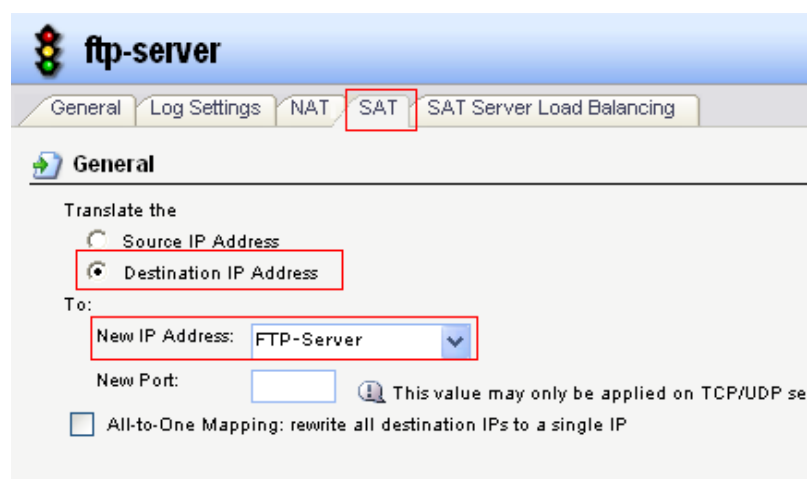 ftp-server
General Log Settings NAT SAT SAT Server Load Balancing
General
Translate the
Source IP Address
Destination IP Address
To:
New IP Address: FTP-Server
New Port: This value may only be applied on TCP/UDP se
All-to-One Mapping: rewrite all destination IPs to a single IP